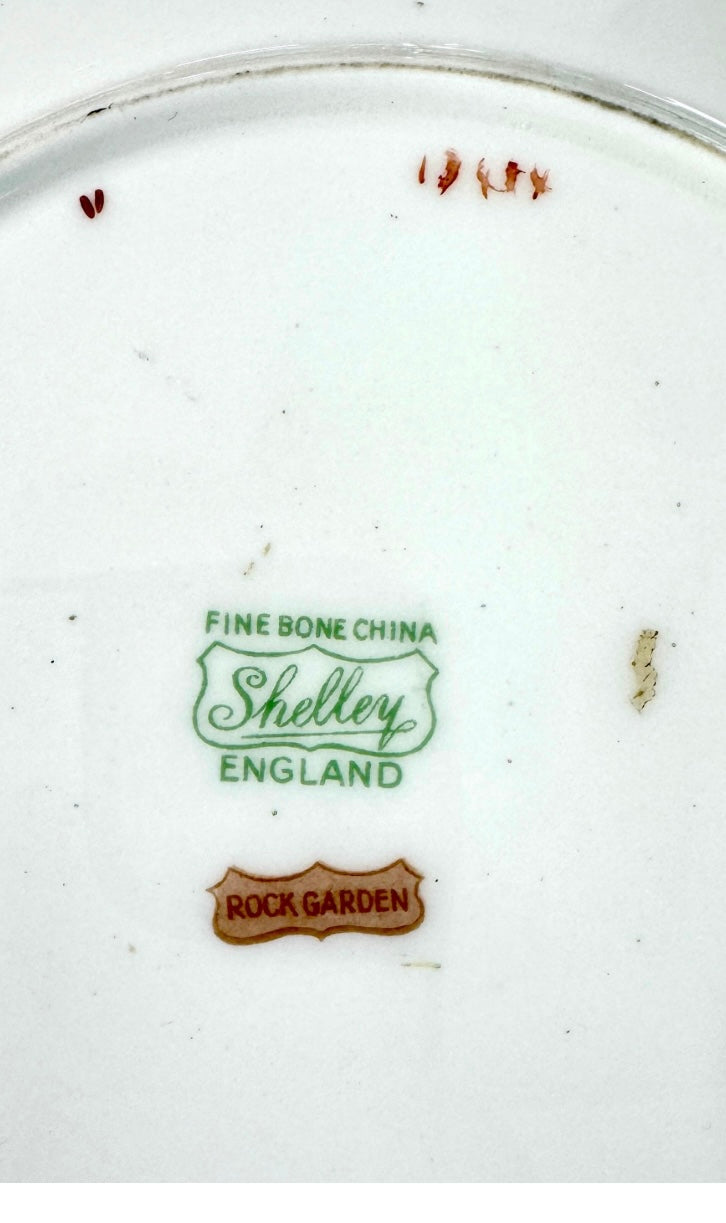 FINE BONE CHINA
Shelley
ENGLAND
ROCK GARDEN